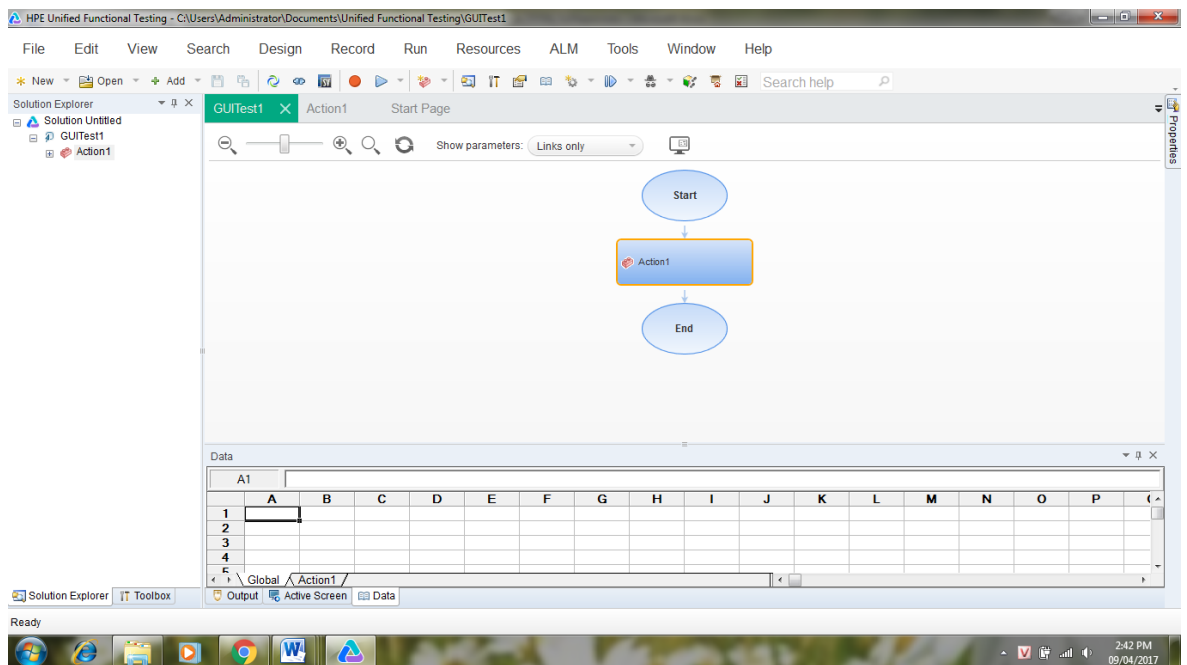 HPE Unified Functional Testing - C:\Users\Administrator\Documents\Unified Functional Testing\GUITest1
File Edit View Search Design Record Run Resources ALM Tools Window Help
New Open Add Search help
Solution Explorer
Solution Untitled
GUITest1
Action1
GUITest1 Action1 Start Page
Show parameters: Links only
Start
Action1
End
Properties
Data
A1
A B C D E F G H I J K L M N O P
1
2
3
4
5
Global Action1
Solution Explorer Toolbox Output Active Screen Data
Ready
2:42 PM
09/04/2017